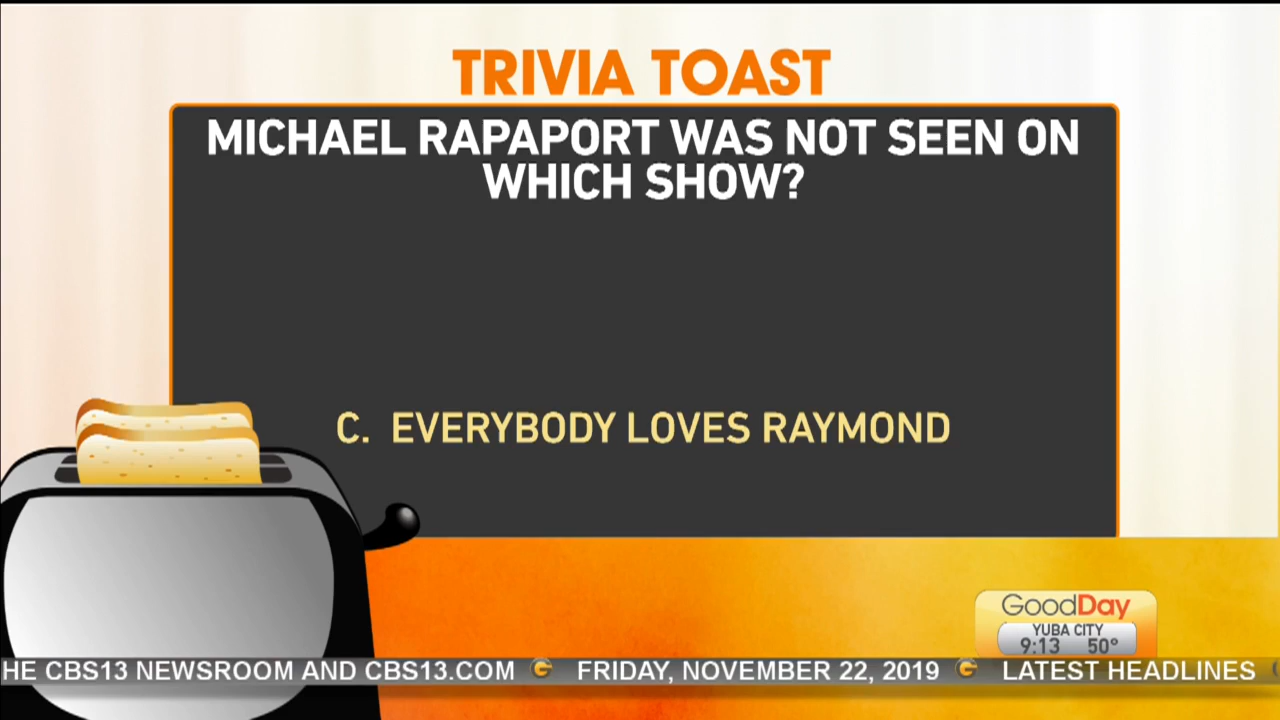 TRIVIA TOAST
MICHAEL RAPAPORT WAS NOT SEEN ON
WHICH SHOW?
C. EVERYBODY LOVES RAYMOND
GoodDay
YUBA CITY
9:13 50°
HE CBS13 NEWSROOM AND CBS13.COM FRIDAY, NOVEMBER 22, 2019 LATEST HEADLINES